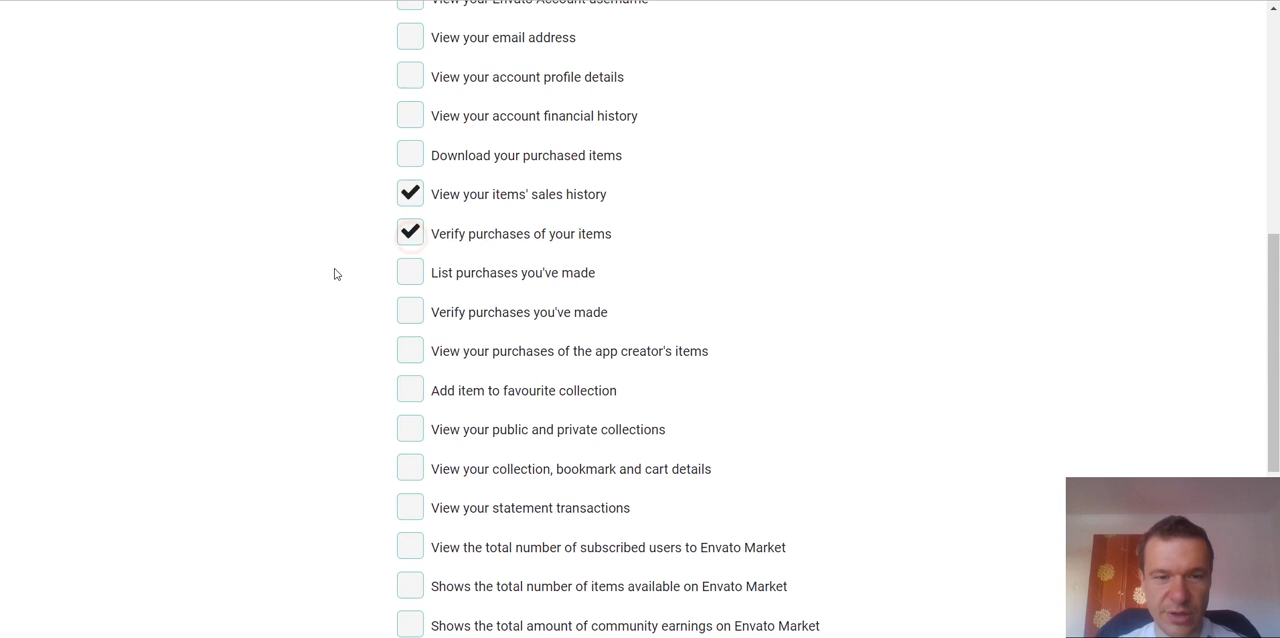 View your Envato Account username
View your email address
View your account profile details
View your account financial history
Download your purchased items
View your items' sales history
Verify purchases of your items
List purchases you've made
Verify purchases you've made
View your purchases of the app creator's items
Add item to favourite collection
View your public and private collections
View your collection, bookmark and cart details
View your statement transactions
View the total number of subscribed users to Envato Market
Shows the total number of items available on Envato Market
Shows the total amount of community earnings on Envato Market